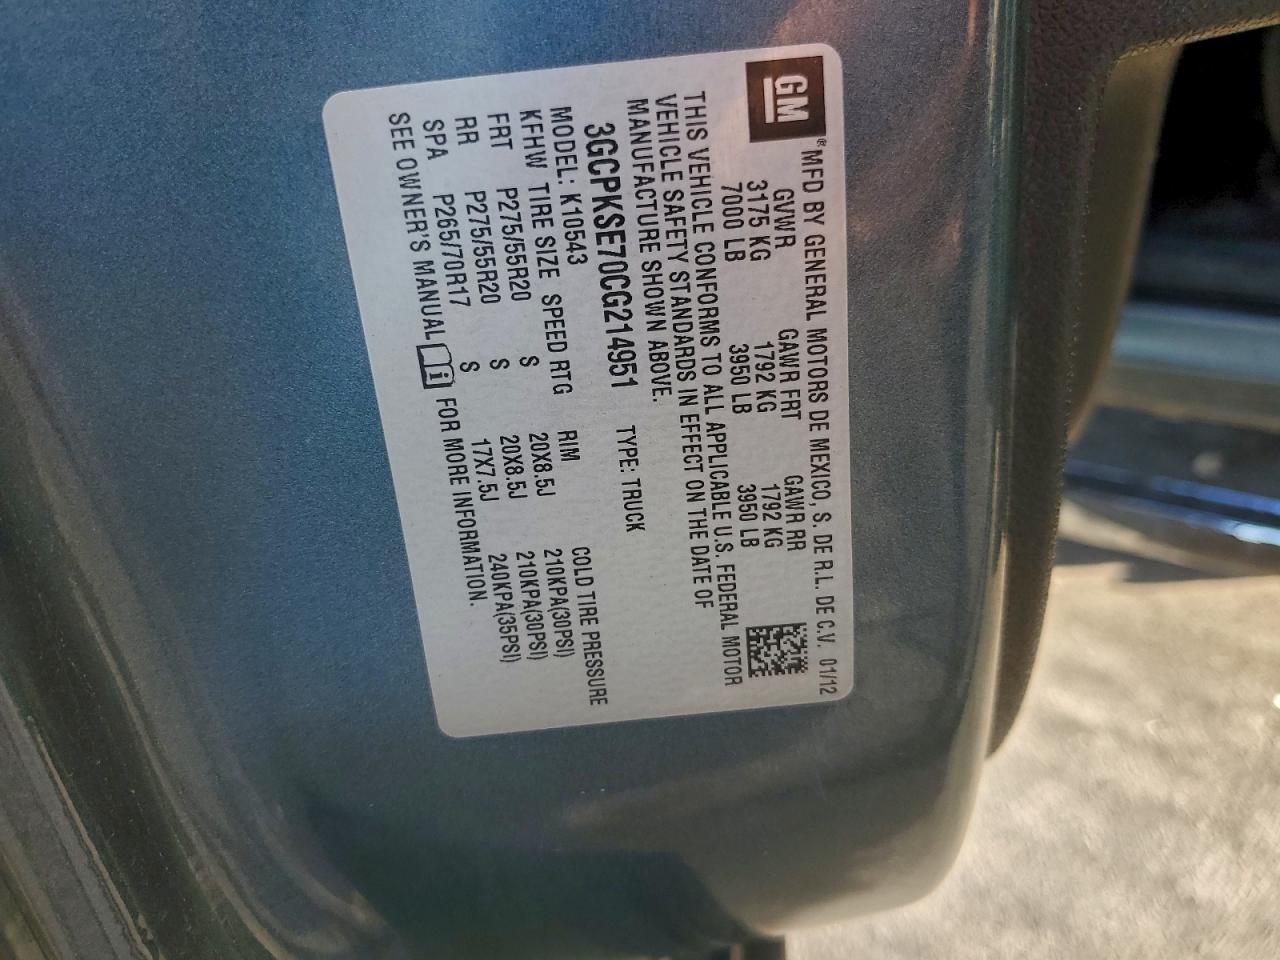 GM
® MFD BY GENERAL MOTORS DE MEXICO, S. DE R.L. DE C.V. 01/12
GVWR GAWR FRT GAWR RR
3175 KG 1792 KG 1792 KG
7000 LB 3950 LB 3950 LB
THIS VEHICLE CONFORMS TO ALL APPLICABLE U.S. FEDERAL MOTOR
VEHICLE SAFETY STANDARDS IN EFFECT ON THE DATE OF
MANUFACTURE SHOWN ABOVE.
3GCPKSE70CG214951 TYPE: TRUCK
MODEL: K10543
KFHW TIRE SIZE SPEED RTG RIM COLD TIRE PRESSURE
FRT P275/55R20 S 20X8.5J 210KPA(30PSI)
RR P275/55R20 S 20X8.5J 210KPA(30PSI)
SPA P265/70R17 S 17X7.5J 240KPA(35PSI)
SEE OWNER'S MANUAL i FOR MORE INFORMATION.